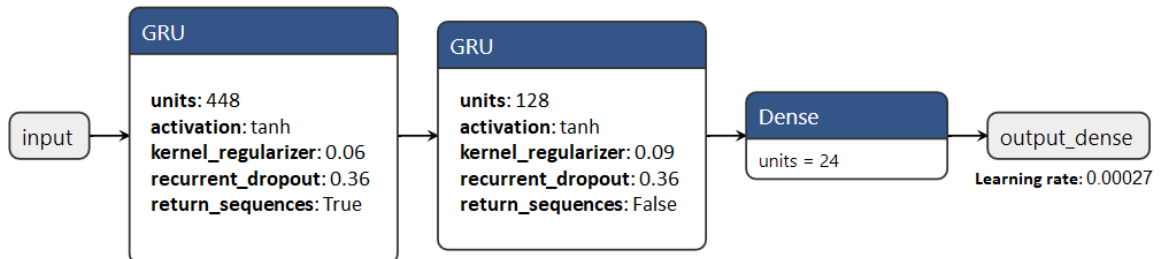 input
GRU
units: 448
activation: tanh
kernel_regularizer: 0.06
recurrent_dropout: 0.36
return_sequences: True
GRU
units: 128
activation: tanh
kernel_regularizer: 0.09
recurrent_dropout: 0.36
return_sequences: False
Dense
units = 24
output_dense
Learning rate: 0.00027